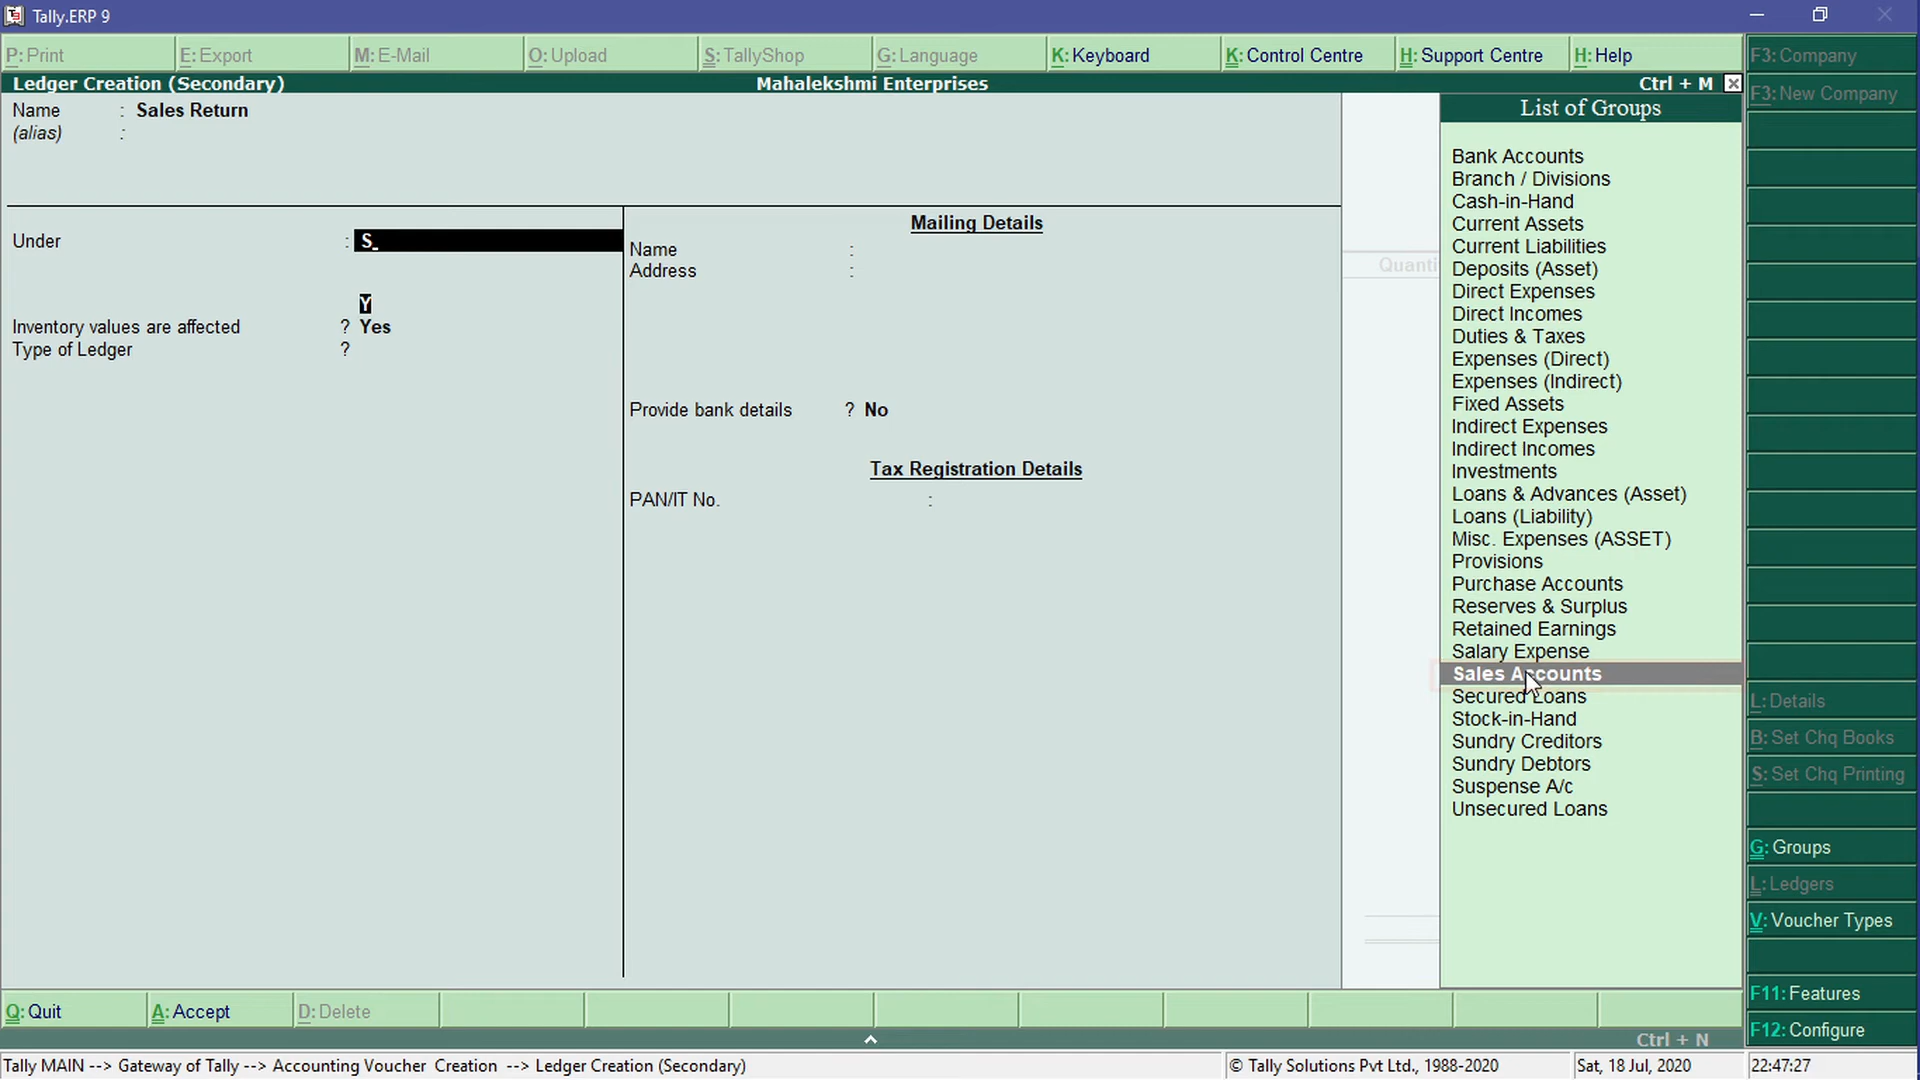 Tally.ERP 9
P: Print
E: Export
M: E-Mail
O: Upload
S: TallyShop
G: Language
K: Keyboard
K: Control Centre
H: Support Centre
H: Help
Ledger Creation (Secondary)
Mahalekshmi Enterprises
Ctrl + M
Name : Sales Return
(alias) :
Under : S
Y
Inventory values are affected ? Yes
Type of Ledger ?
Mailing Details
Name :
Address :
Provide bank details ? No
Tax Registration Details
PAN/IT No. :
List of Groups
Bank Accounts
Branch / Divisions
Cash-in-Hand
Current Assets
Current Liabilities
Deposits (Asset)
Direct Expenses
Direct Incomes
Duties & Taxes
Expenses (Direct)
Expenses (Indirect)
Fixed Assets
Indirect Expenses
Indirect Incomes
Investments
Loans & Advances (Asset)
Loans (Liability)
Misc. Expenses (ASSET)
Provisions
Purchase Accounts
Reserves & Surplus
Retained Earnings
Salary Expense
Sales Accounts
Secured Loans
Stock-in-Hand
Sundry Creditors
Sundry Debtors
Suspense A/c
Unsecured Loans
F3: Company
F3: New Company
L: Details
B: Set Chq Books
S: Set Chq Printing
G: Groups
L: Ledgers
V: Voucher Types
F11: Features
F12: Configure
Q: Quit
A: Accept
D: Delete
Ctrl + N
Tally MAIN --> Gateway of Tally --> Accounting Voucher Creation --> Ledger Creation (Secondary)
© Tally Solutions Pvt Ltd., 1988-2020
Sat, 18 Jul, 2020
22:47:27